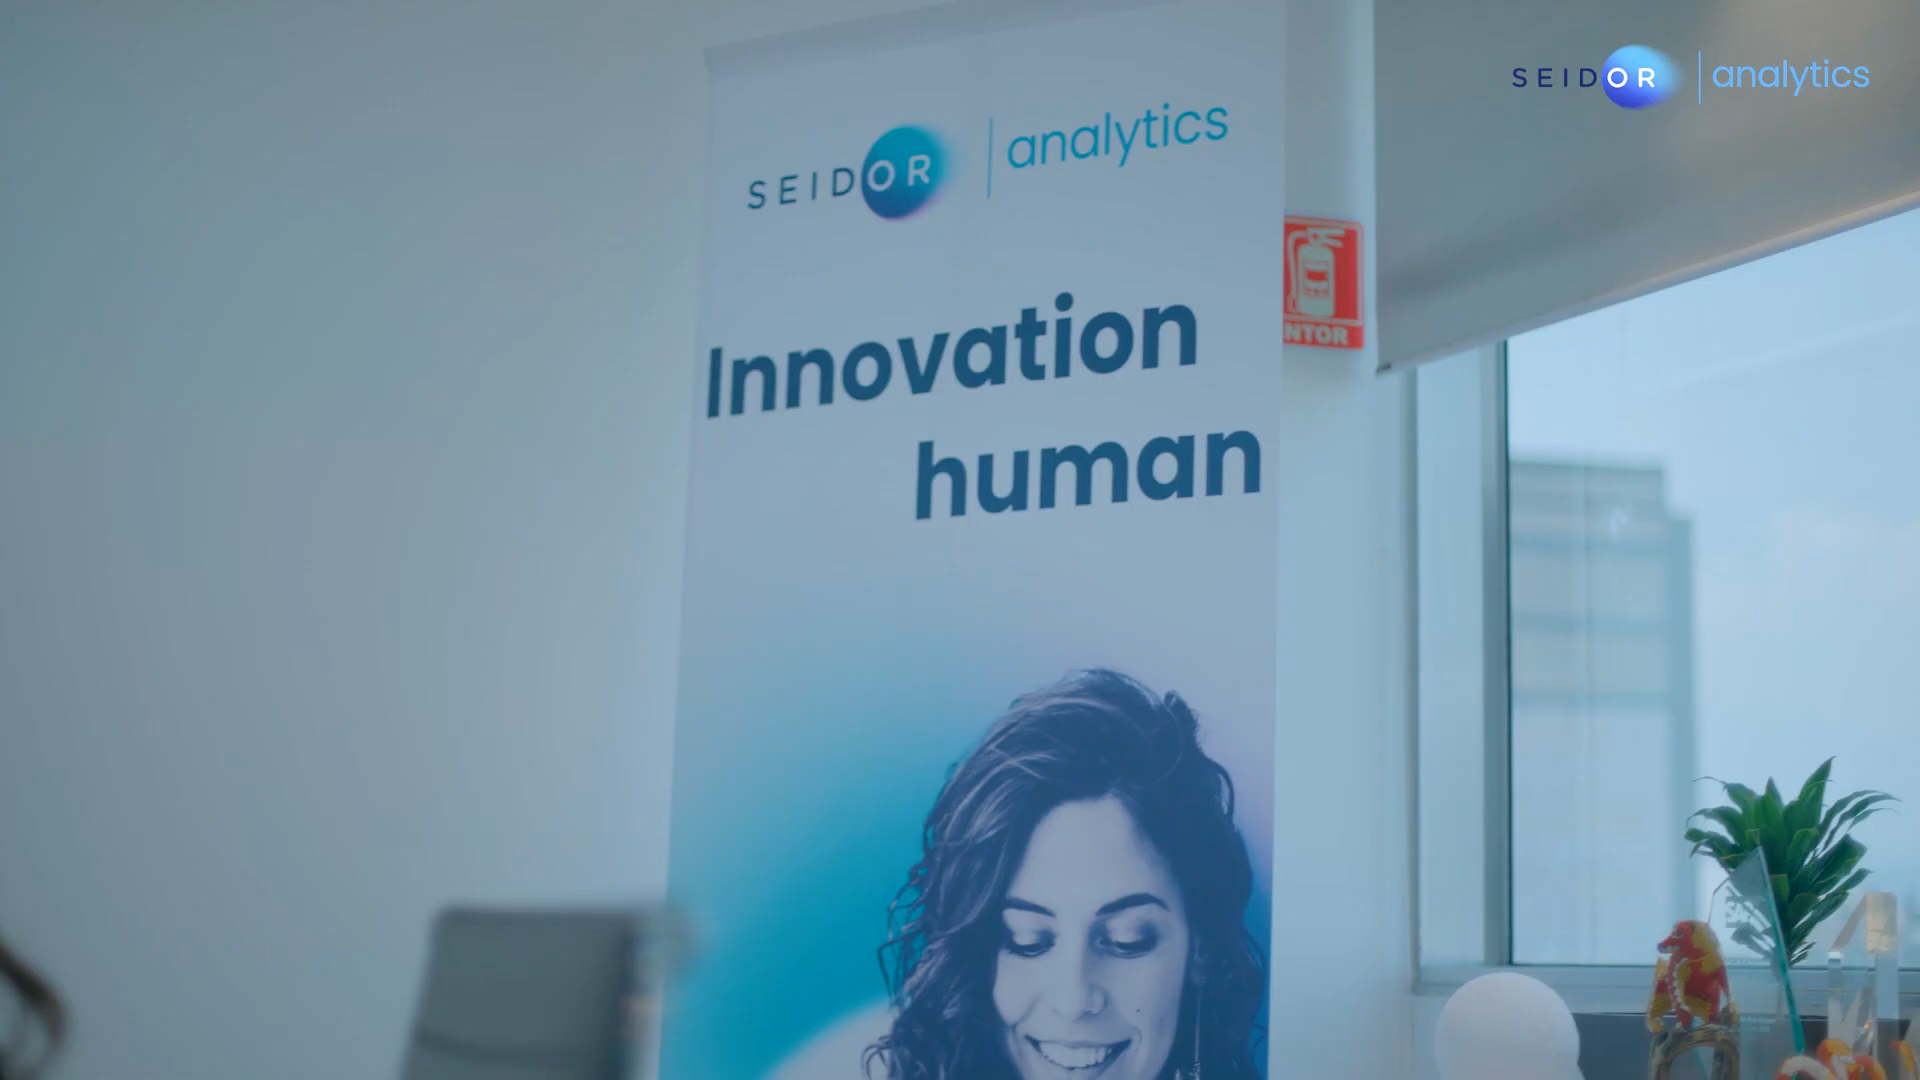 SEIDOR | analytics
SEIDOR | analytics
Innovation
human
NTOR